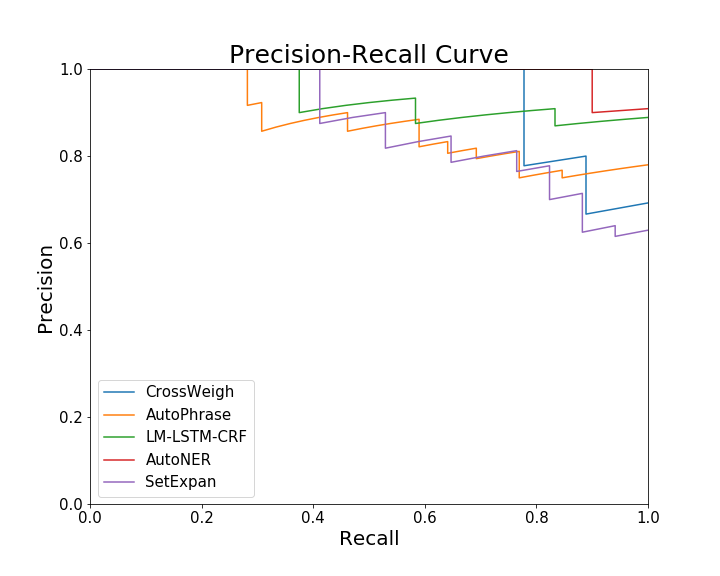 Precision-Recall Curve
1.0
0.8
0.6
0.4
0.2
0.0
Precision
CrossWeigh
AutoPhrase
LM-LSTM-CRF
AutoNER
SetExpan
0.0 0.2 0.4 0.6 0.8 1.0
Recall